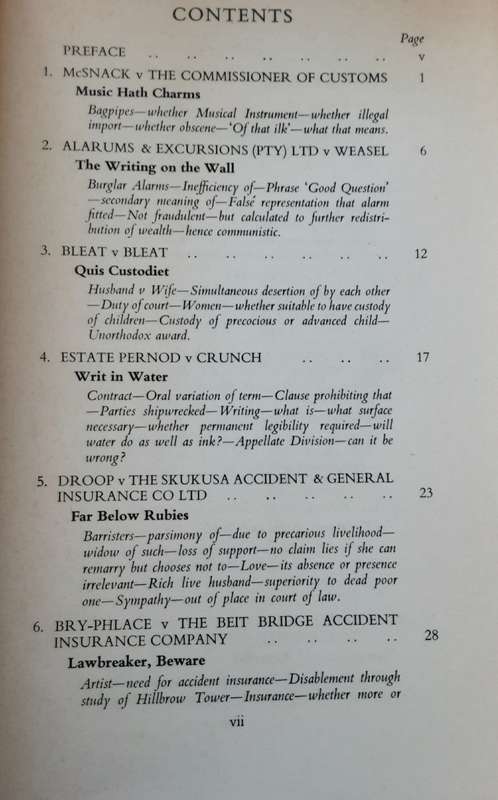 CONTENTS
Page
PREFACE .. .. .. .. .. .. .. v
1. McSNACK v THE COMMISSIONER OF CUSTOMS 1
Music Hath Charms
Bagpipes—whether Musical Instrument—whether illegal
import—whether obscene—‘Of that ilk’—what that means.
2. ALARUMS & EXCURSIONS (PTY) LTD v WEASEL 6
The Writing on the Wall
Burglar Alarms—Inefficiency of—Phrase ‘Good Question’
—secondary meaning of—False representation that alarm
fitted—Not fraudulent—but calculated to further redistri-
bution of wealth—hence communistic.
3. BLEAT v BLEAT .. .. .. .. .. .. 12
Quis Custodiet
Husband v Wife—Simultaneous desertion of by each other
—Duty of court—Women—whether suitable to have custody
of children—Custody of precocious or advanced child—
Unorthodox award.
4. ESTATE PERNOD v CRUNCH .. .. .. 17
Writ in Water
Contract—Oral variation of term—Clause prohibiting that
—Parties shipwrecked—Writing—what is—what surface
necessary—whether permanent legibility required—will
water do as well as ink?—Appellate Division—can it be
wrong?
5. DROOP v THE SKUKUSA ACCIDENT & GENERAL
INSURANCE CO LTD .. .. .. .. .. 23
Far Below Rubies
Barristers—parsimony of—due to precarious livelihood—
widow of such—loss of support—no claim lies if she can
remarry but chooses not to—Love—its absence or presence
irrelevant—Rich live husband—superiority to dead poor
one—Sympathy—out of place in court of law.
6. BRY-PHLACE v THE BEIT BRIDGE ACCIDENT
INSURANCE COMPANY .. .. .. .. 28
Lawbreaker, Beware
Artist—need for accident insurance—Disablement through
study of Hillbrow Tower—Insurance—whether more or
vii